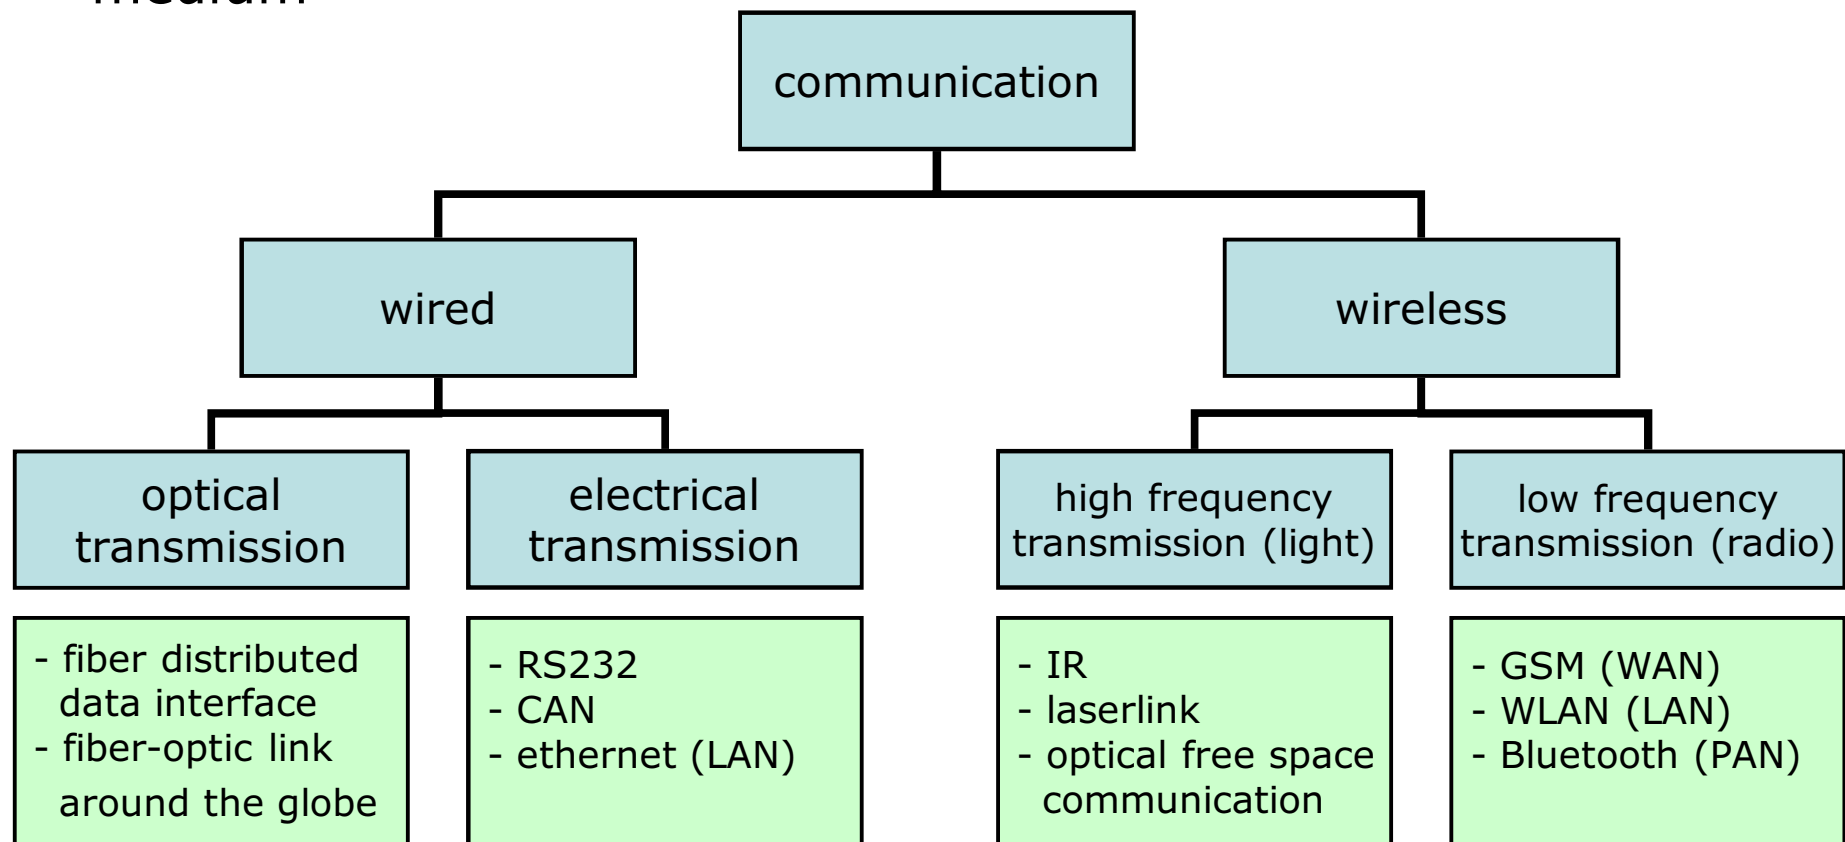 medium
communication
wired
wireless
optical
transmission
electrical
transmission
high frequency
transmission (light)
low frequency
transmission (radio)
- fiber distributed
data interface
- fiber-optic link
around the globe
- RS232
- CAN
- ethernet (LAN)
- IR
- laserlink
- optical free space
communication
- GSM (WAN)
- WLAN (LAN)
- Bluetooth (PAN)